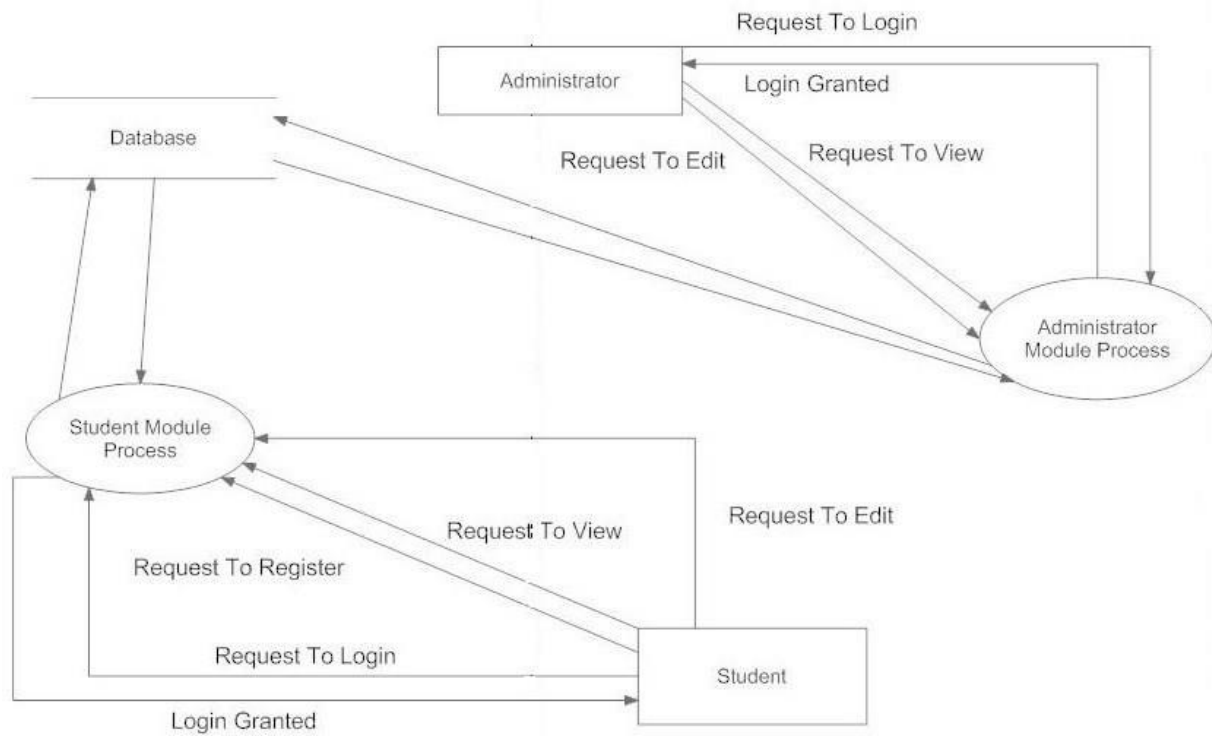 Request To Login
Administrator
Login Granted
Database
Request To Edit
Request To View
Administrator
Module Process
Student Module
Process
Request To View
Request To Edit
Request To Register
Request To Login
Student
Login Granted